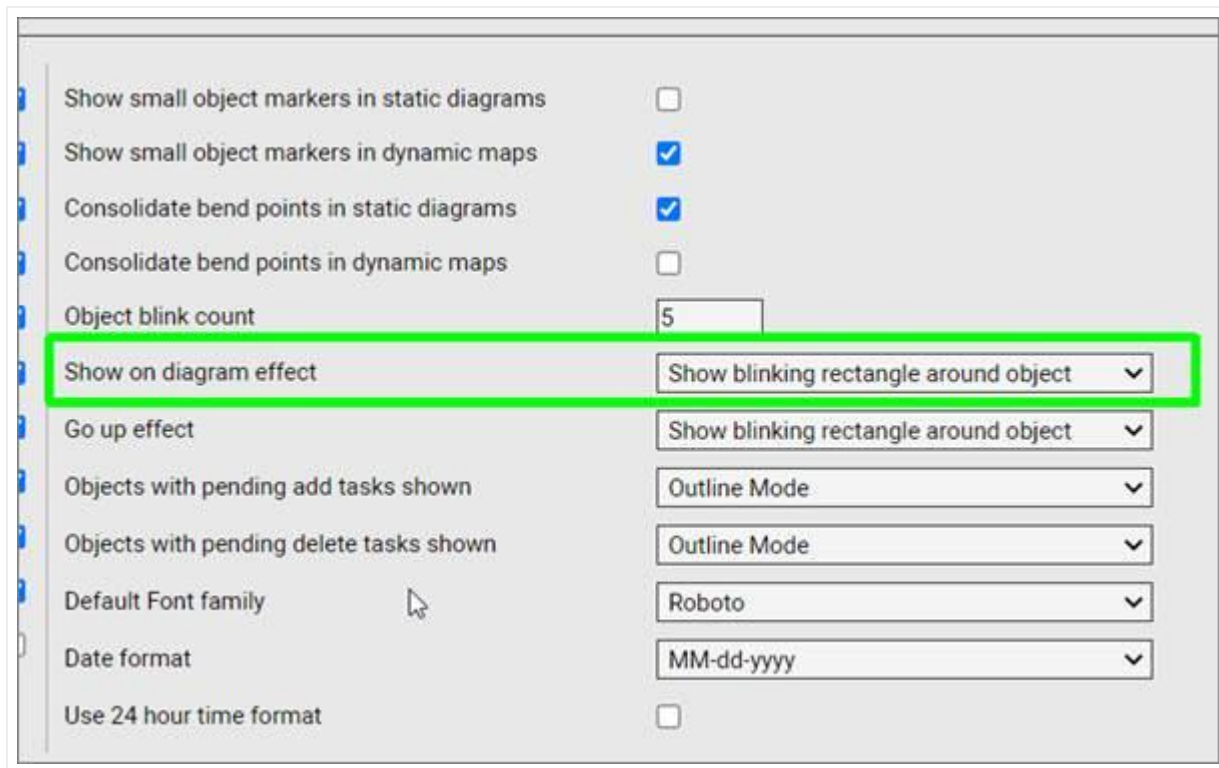 Show small object markers in static diagrams
Show small object markers in dynamic maps
Consolidate bend points in static diagrams
Consolidate bend points in dynamic maps
Object blink count 5
Show on diagram effect Show blinking rectangle around object
Go up effect Show blinking rectangle around object
Objects with pending add tasks shown Outline Mode
Objects with pending delete tasks shown Outline Mode
Default Font family Roboto
Date format MM-dd-yyyy
Use 24 hour time format